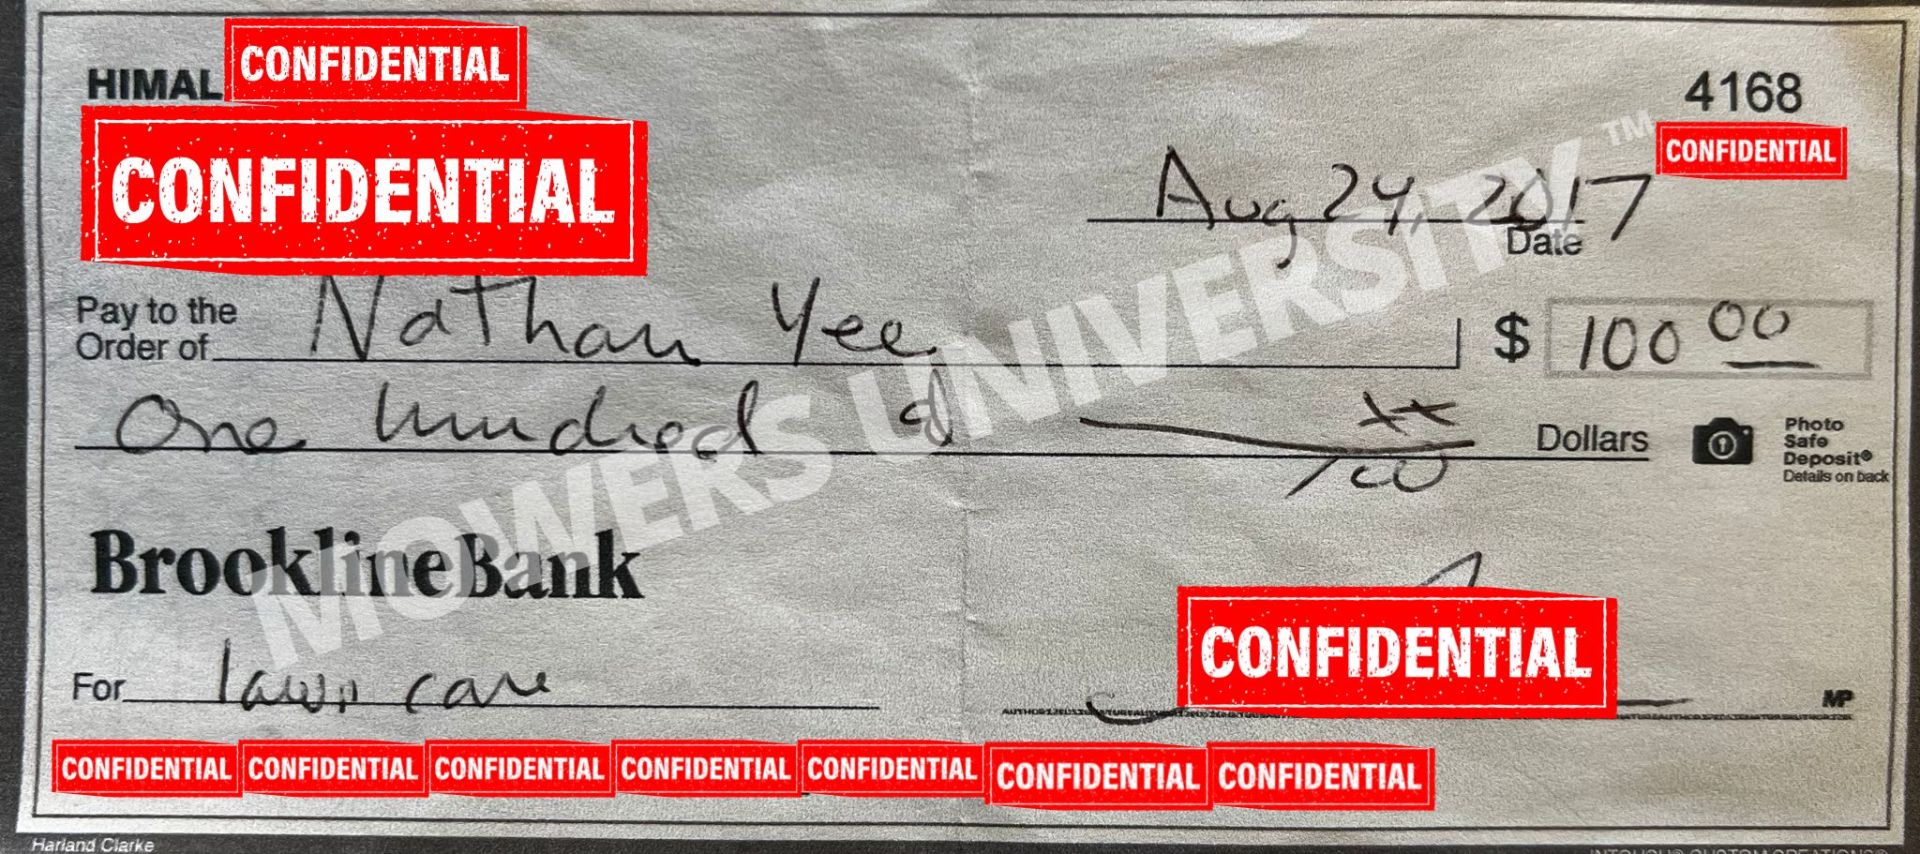 HIMAL CONFIDENTIAL
4168
CONFIDENTIAL
CONFIDENTIAL
Aug 24, 2017
Date
Pay to the
Order of Nathan Yee $ 100 00
One hundred d xx/100 Dollars
Photo
Safe
Deposit®
Details on back
MOWERS UNIVERSITY™
BrooklineBank
CONFIDENTIAL
For lawn care
MP
CONFIDENTIAL CONFIDENTIAL CONFIDENTIAL CONFIDENTIAL CONFIDENTIAL CONFIDENTIAL CONFIDENTIAL
Harland Clarke